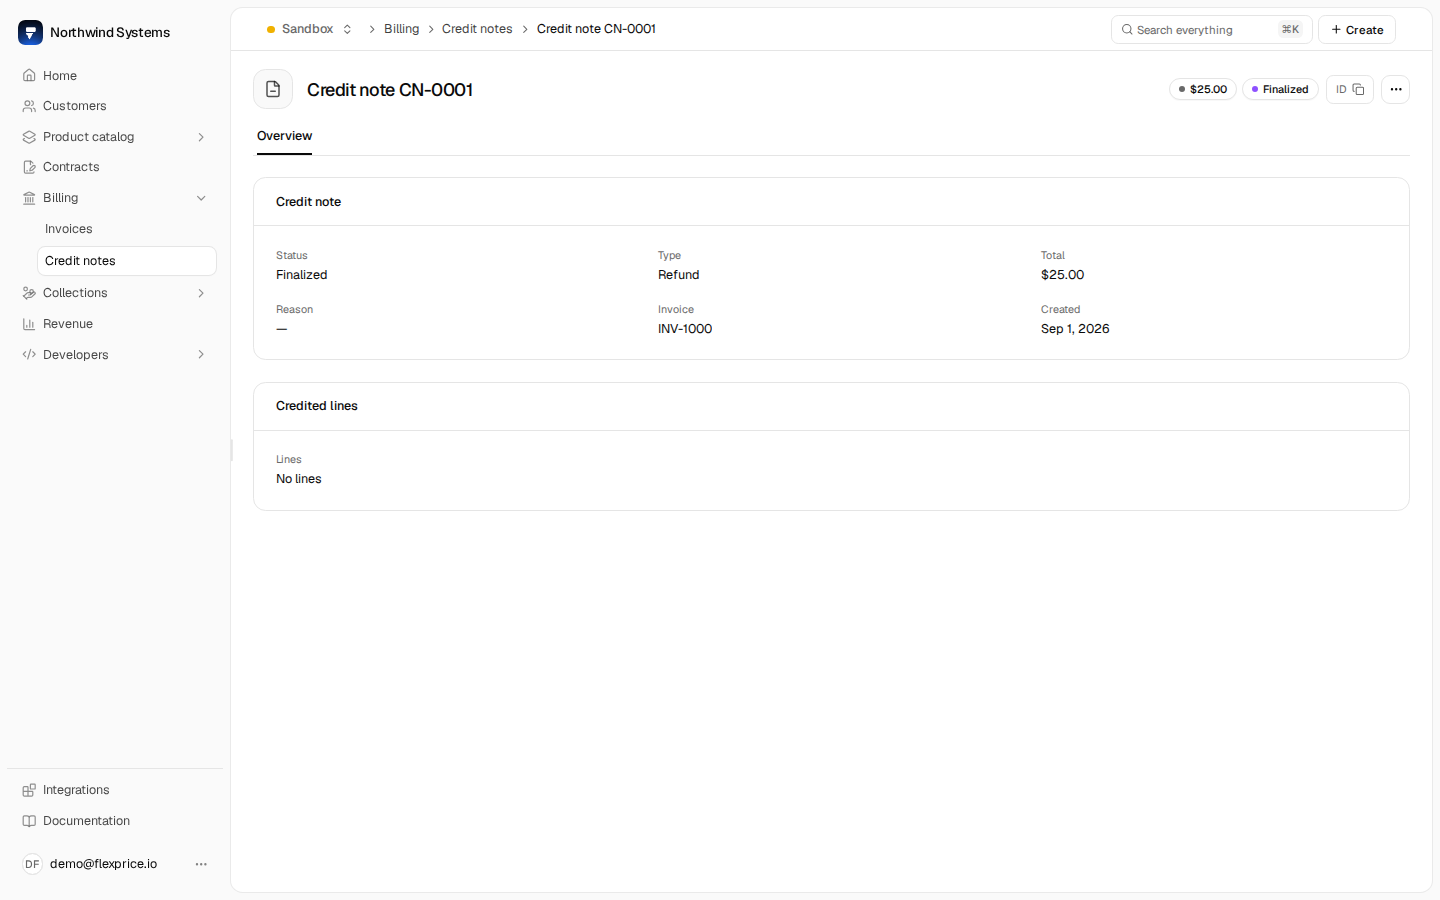 Northwind Systems
Home
Customers
Product catalog
Contracts
Billing
Invoices
Credit notes
Collections
Revenue
Developers
Integrations
Documentation
DF demo@flexprice.io
Sandbox Billing Credit notes Credit note CN-0001
Search everything ⌘K
Create
Credit note CN-0001
$25.00 Finalized ID
Overview
Credit note
Status Type Total
Finalized Refund $25.00
Reason Invoice Created
— INV-1000 Sep 1, 2026
Credited lines
Lines
No lines